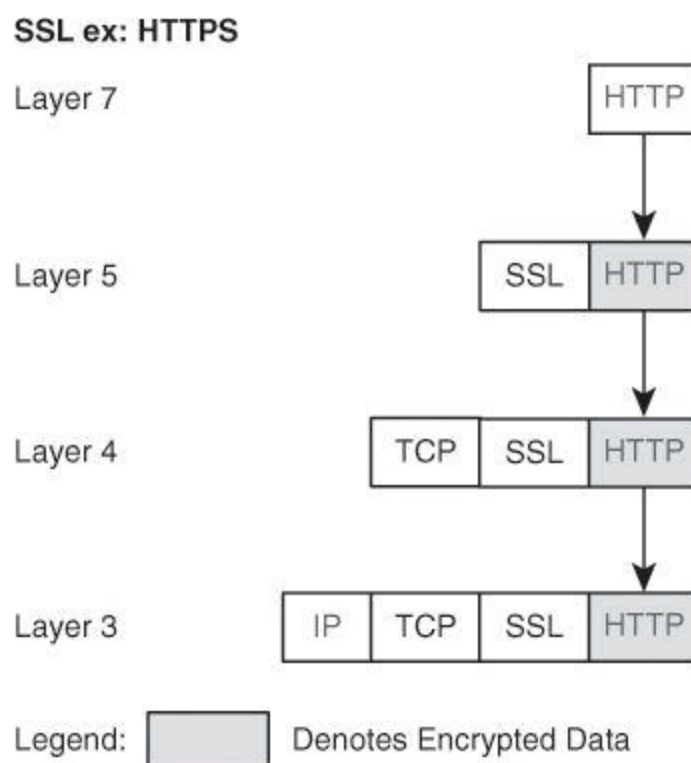 SSL ex: HTTPS
Layer 7 HTTP
Layer 5 SSL HTTP
Layer 4 TCP SSL HTTP
Layer 3 IP TCP SSL HTTP
Legend: Denotes Encrypted Data